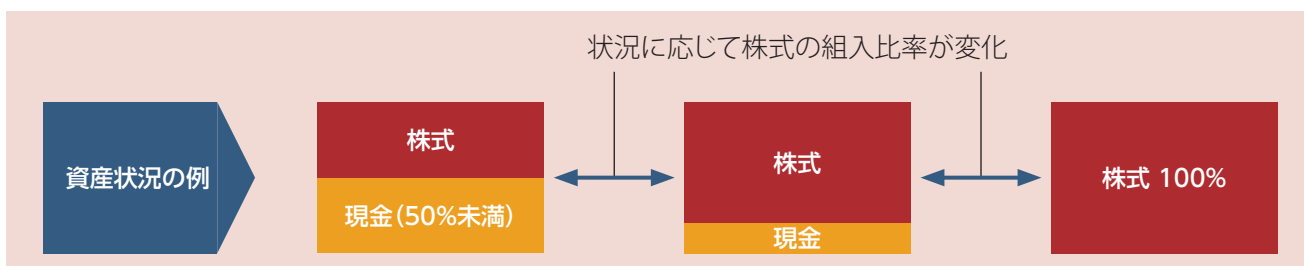 状況に応じて株式の組入比率が変化
資産状況の例
株式
現金（50%未満）
株式
現金
株式 100%